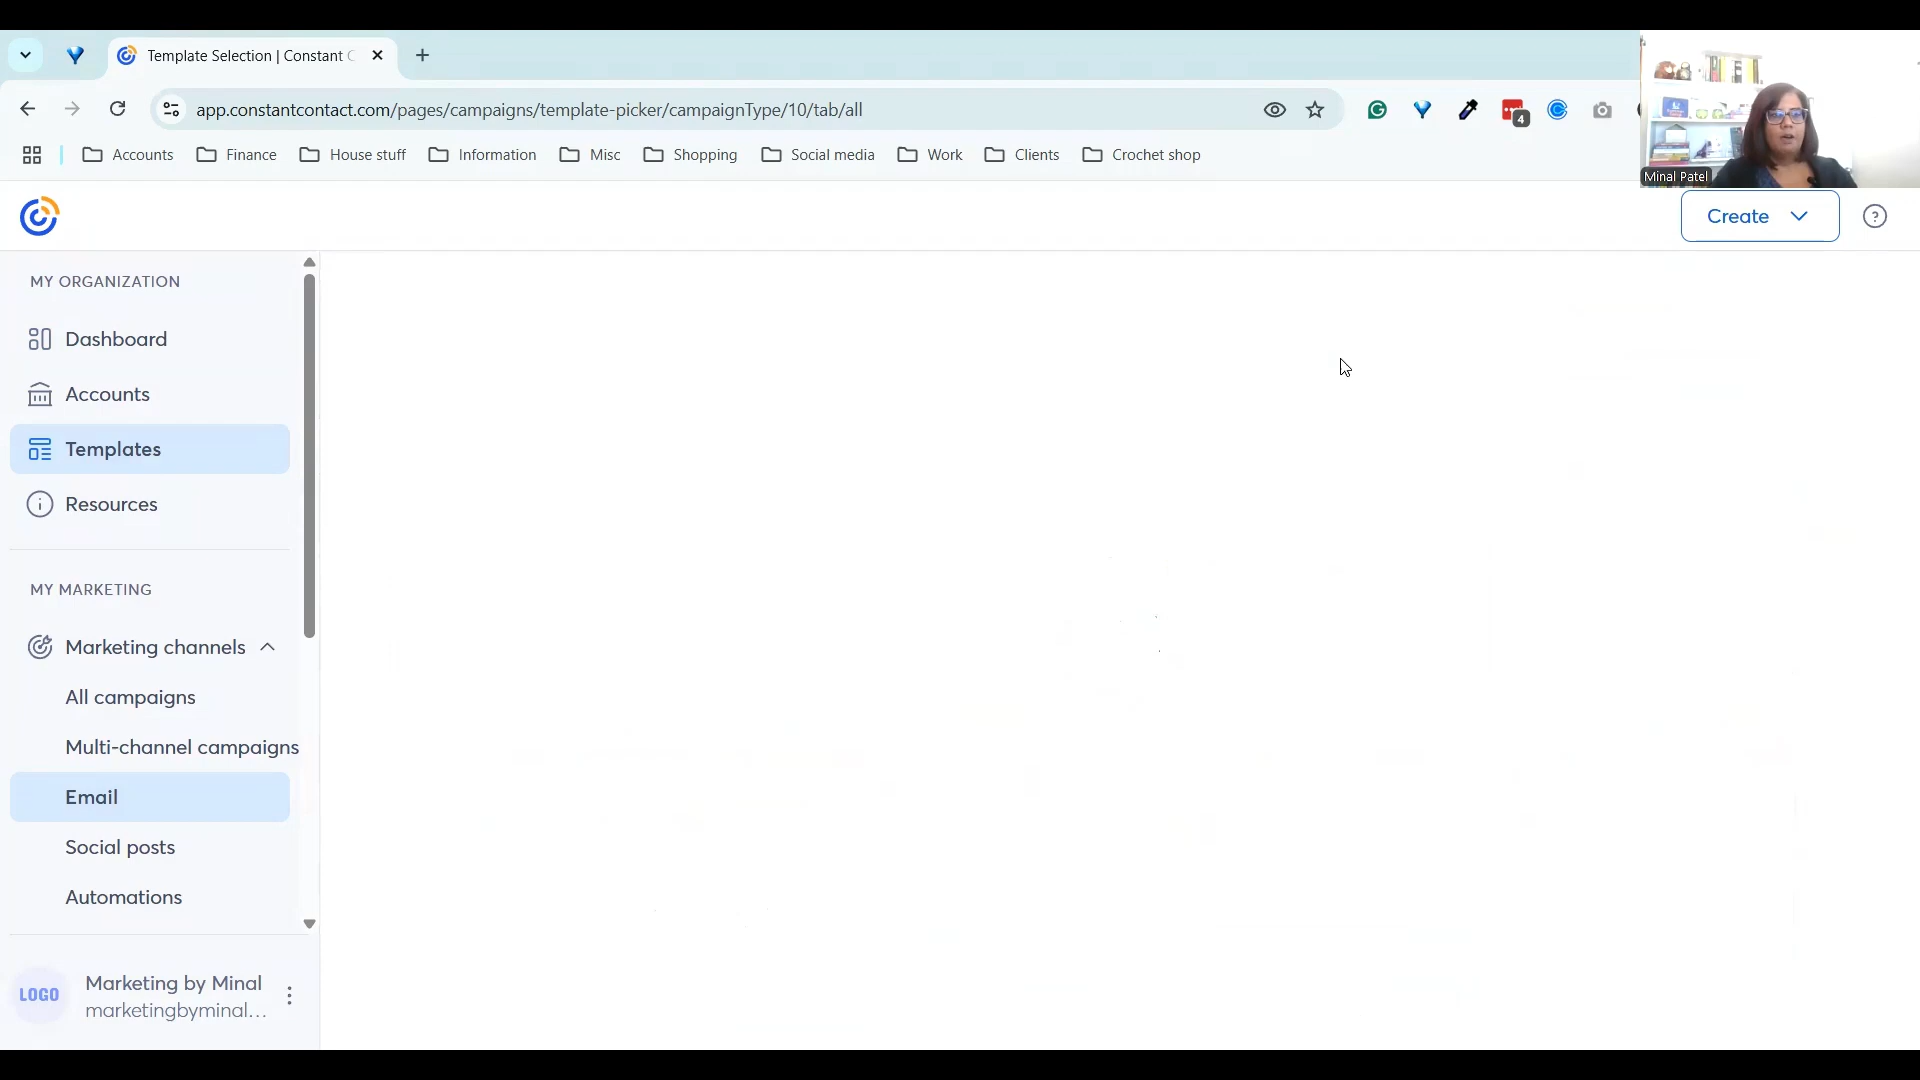 Template Selection | Constant C
app.constantcontact.com/pages/campaigns/template-picker/campaignType/10/tab/all
4
Accounts
Finance
House stuff
Information
Misc
Shopping
Social media
Work
Clients
Crochet shop
Minal Patel
Create
?
MY ORGANIZATION
Dashboard
Accounts
Templates
Resources
MY MARKETING
Marketing channels
All campaigns
Multi-channel campaigns
Email
Social posts
Automations
LOGO
Marketing by Minal
marketingbyminal...